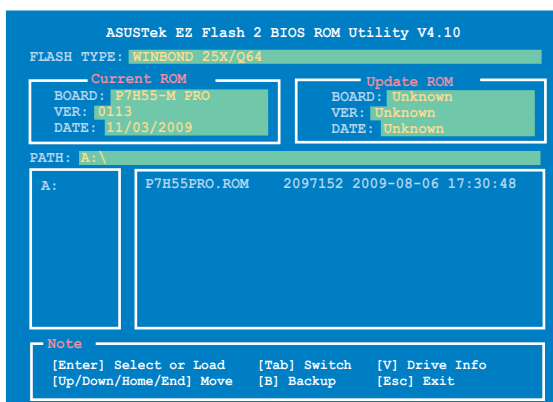 ASUSTek EZ Flash 2 BIOS ROM Utility V4.10
FLASH TYPE: WINBOND 25X/Q64
Current ROM
BOARD: P7H55-M PRO
VER: 0113
DATE: 11/03/2009
Update ROM
BOARD: Unknown
VER: Unknown
DATE: Unknown
PATH: A:\
A:
P7H55PRO.ROM 2097152 2009-08-06 17:30:48
Note
[Enter] Select or Load [Tab] Switch [V] Drive Info
[Up/Down/Home/End] Move [B] Backup [Esc] Exit